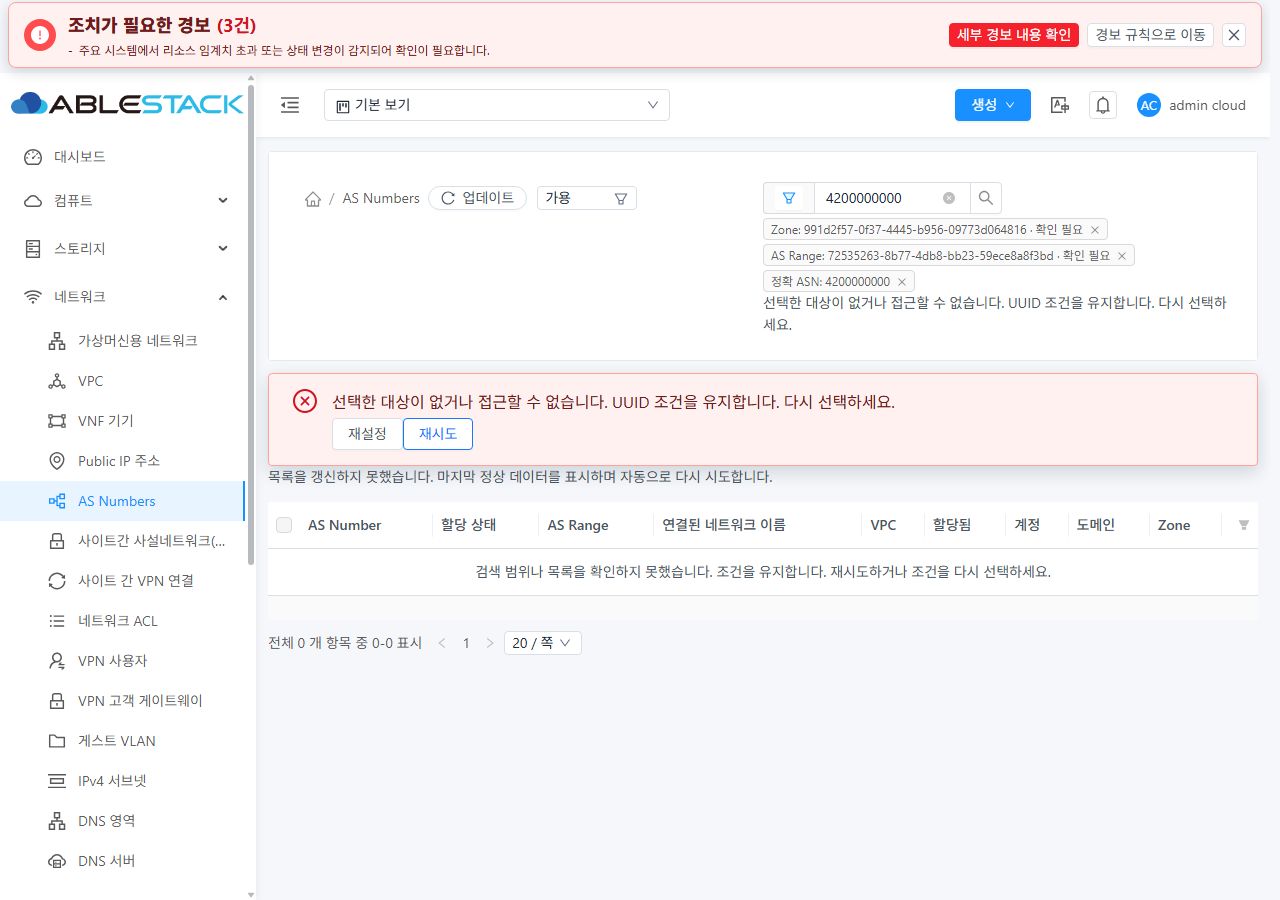 조치가 필요한 경보 (3건)
- 주요 시스템에서 리소스 임계치 초과 또는 상태 변경이 감지되어 확인이 필요합니다.
세부 경보 내용 확인
경보 규칙으로 이동
ABLESTACK
기본 보기
생성
AC
admin cloud
대시보드
컴퓨트
스토리지
네트워크
가상머신용 네트워크
VPC
VNF 기기
Public IP 주소
AS Numbers
사이트간 사설네트워크(...
사이트 간 VPN 연결
네트워크 ACL
VPN 사용자
VPN 고객 게이트웨이
게스트 VLAN
IPv4 서브넷
DNS 영역
DNS 서버
/ AS Numbers
업데이트
가용
4200000000
Zone: 991d2f57-0f37-4445-b956-09773d064816 · 확인 필요
AS Range: 72535263-8b77-4db8-bb23-59ece8a8f3bd · 확인 필요
정확 ASN: 4200000000
선택한 대상이 없거나 접근할 수 없습니다. UUID 조건을 유지합니다. 다시 선택하
세요.
선택한 대상이 없거나 접근할 수 없습니다. UUID 조건을 유지합니다. 다시 선택하세요.
재설정
재시도
목록을 갱신하지 못했습니다. 마지막 정상 데이터를 표시하며 자동으로 다시 시도합니다.
AS Number 할당 상태 AS Range 연결된 네트워크 이름 VPC 할당됨 계정 도메인 Zone
검색 범위나 목록을 확인하지 못했습니다. 조건을 유지합니다. 재시도하거나 조건을 다시 선택하세요.
전체 0 개 항목 중 0-0 표시
1
20 / 쪽